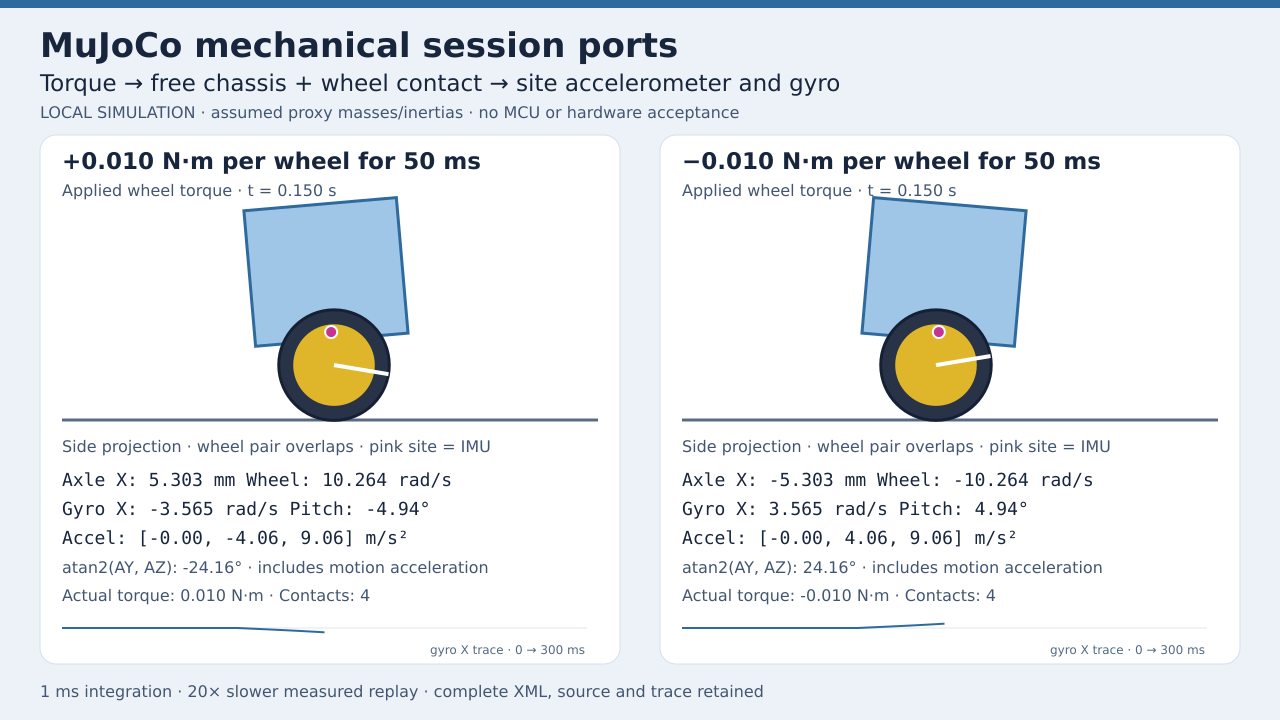 MuJoCo mechanical session ports
Torque → free chassis + wheel contact → site accelerometer and gyro
LOCAL SIMULATION · assumed proxy masses/inertias · no MCU or hardware acceptance
+0.010 N·m per wheel for 50 ms
Applied wheel torque · t = 0.150 s
Side projection · wheel pair overlaps · pink site = IMU
Axle X: 5.303 mm Wheel: 10.264 rad/s
Gyro X: -3.565 rad/s Pitch: -4.94°
Accel: [-0.00, -4.06, 9.06] m/s²
atan2(AY, AZ): -24.16° · includes motion acceleration
Actual torque: 0.010 N·m · Contacts: 4
gyro X trace · 0 → 300 ms
−0.010 N·m per wheel for 50 ms
Applied wheel torque · t = 0.150 s
Side projection · wheel pair overlaps · pink site = IMU
Axle X: -5.303 mm Wheel: -10.264 rad/s
Gyro X: 3.565 rad/s Pitch: 4.94°
Accel: [-0.00, 4.06, 9.06] m/s²
atan2(AY, AZ): 24.16° · includes motion acceleration
Actual torque: -0.010 N·m · Contacts: 4
gyro X trace · 0 → 300 ms
1 ms integration · 20× slower measured replay · complete XML, source and trace retained